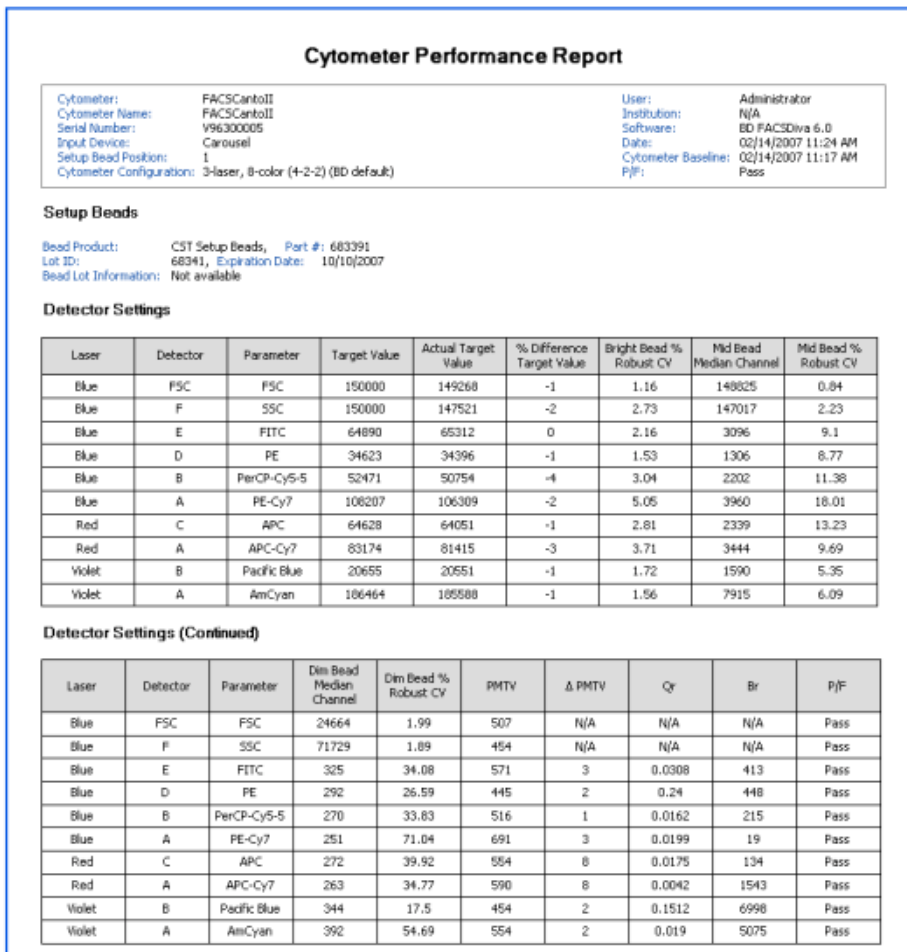 Cytometer Performance Report
Cytometer: FACSCantoII User: Administrator
Cytometer Name: FACSCantoII Institution: N/A
Serial Number: V96300005 Software: BD FACSDiva 6.0
Input Device: Carousel Date: 02/14/2007 11:24 AM
Setup Bead Position: 1 Cytometer Baseline: 02/14/2007 11:17 AM
Cytometer Configuration: 3-laser, 8-color (4-2-2) (BD default) P/F: Pass
Setup Beads
Bead Product: CST Setup Beads, Part #: 683391
Lot ID: 68341, Expiration Date: 10/10/2007
Bead Lot Information: Not available
Detector Settings
Laser Detector Parameter Target Value Actual Target Value % Difference Target Value Bright Bead % Robust CV Mid Bead Median Channel Mid Bead % Robust CV
Blue FSC FSC 150000 149268 -1 1.16 148825 0.84
Blue F SSC 150000 147521 -2 2.73 147017 2.23
Blue E FITC 64890 65312 0 2.16 3096 9.1
Blue D PE 34623 34396 -1 1.53 1306 8.77
Blue B PerCP-Cy5-5 52471 50754 -4 3.04 2202 11.38
Blue A PE-Cy7 108207 106309 -2 5.05 3960 18.01
Red C APC 64628 64051 -1 2.81 2339 13.23
Red A APC-Cy7 83174 81415 -3 3.71 3444 9.69
Violet B Pacific Blue 20655 20551 -1 1.72 1590 5.35
Violet A AmCyan 186464 185588 -1 1.56 7915 6.09
Detector Settings (Continued)
Laser Detector Parameter Dim Bead Median Channel Dim Bead % Robust CV PMTV Δ PMTV Qr Br P/F
Blue FSC FSC 24664 1.99 507 N/A N/A N/A Pass
Blue F SSC 71729 1.89 454 N/A N/A N/A Pass
Blue E FITC 325 34.08 571 3 0.0308 413 Pass
Blue D PE 292 26.59 445 2 0.24 448 Pass
Blue B PerCP-Cy5-5 270 33.83 516 1 0.0162 215 Pass
Blue A PE-Cy7 251 71.04 691 3 0.0199 19 Pass
Red C APC 272 39.92 554 8 0.0175 134 Pass
Red A APC-Cy7 263 34.77 590 8 0.0042 1543 Pass
Violet B Pacific Blue 344 17.5 454 2 0.1512 6998 Pass
Violet A AmCyan 392 54.69 554 2 0.019 5075 Pass